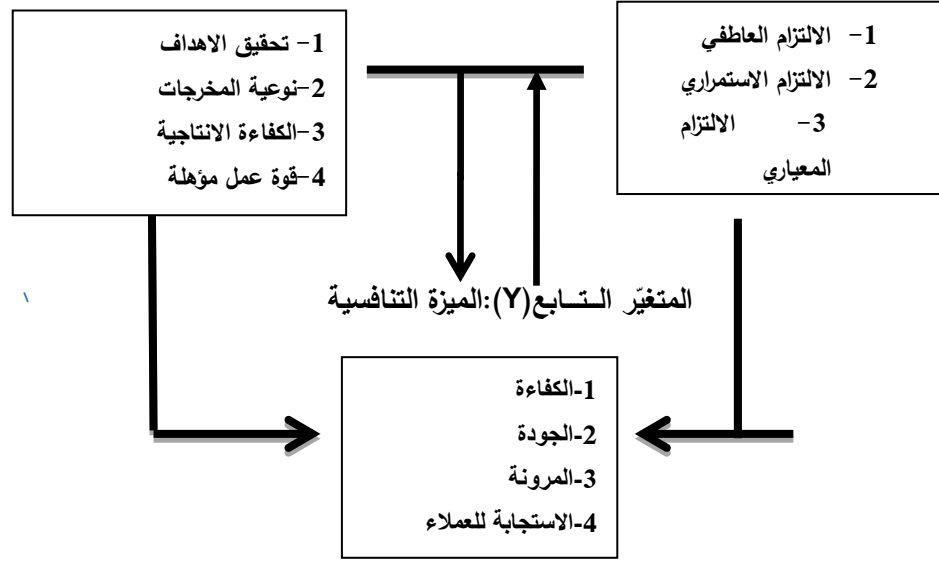 1- الالتزام العاطفي
2- الالتزام الاستمراري
3- الالتزام
المعياري
1- تحقيق الاهداف
2-نوعية المخرجات
3-الكفاءة الانتاجية
4-قوة عمل مؤهلة
المتغيّر الـتــابع(Y):الميزة التنافسية
1-الكفاءة
2-الجودة
3-المرونة
4-الاستجابة للعملاء